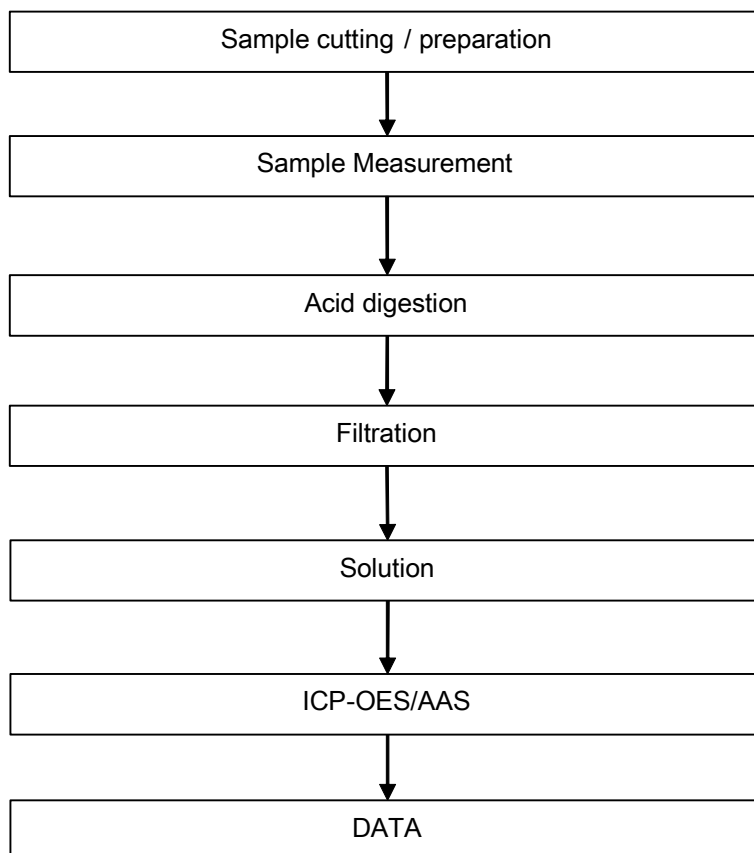 Sample cutting / preparation
Sample Measurement
Acid digestion
Filtration
Solution
ICP-OES/AAS
DATA